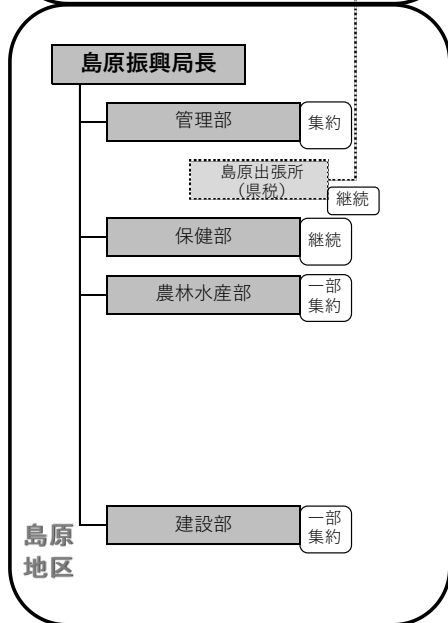 島原振興局長
管理部
集約
島原出張所
（県税）
継続
保健部
継続
農林水産部
一部
集約
建設部
一部
集約
島原
地区